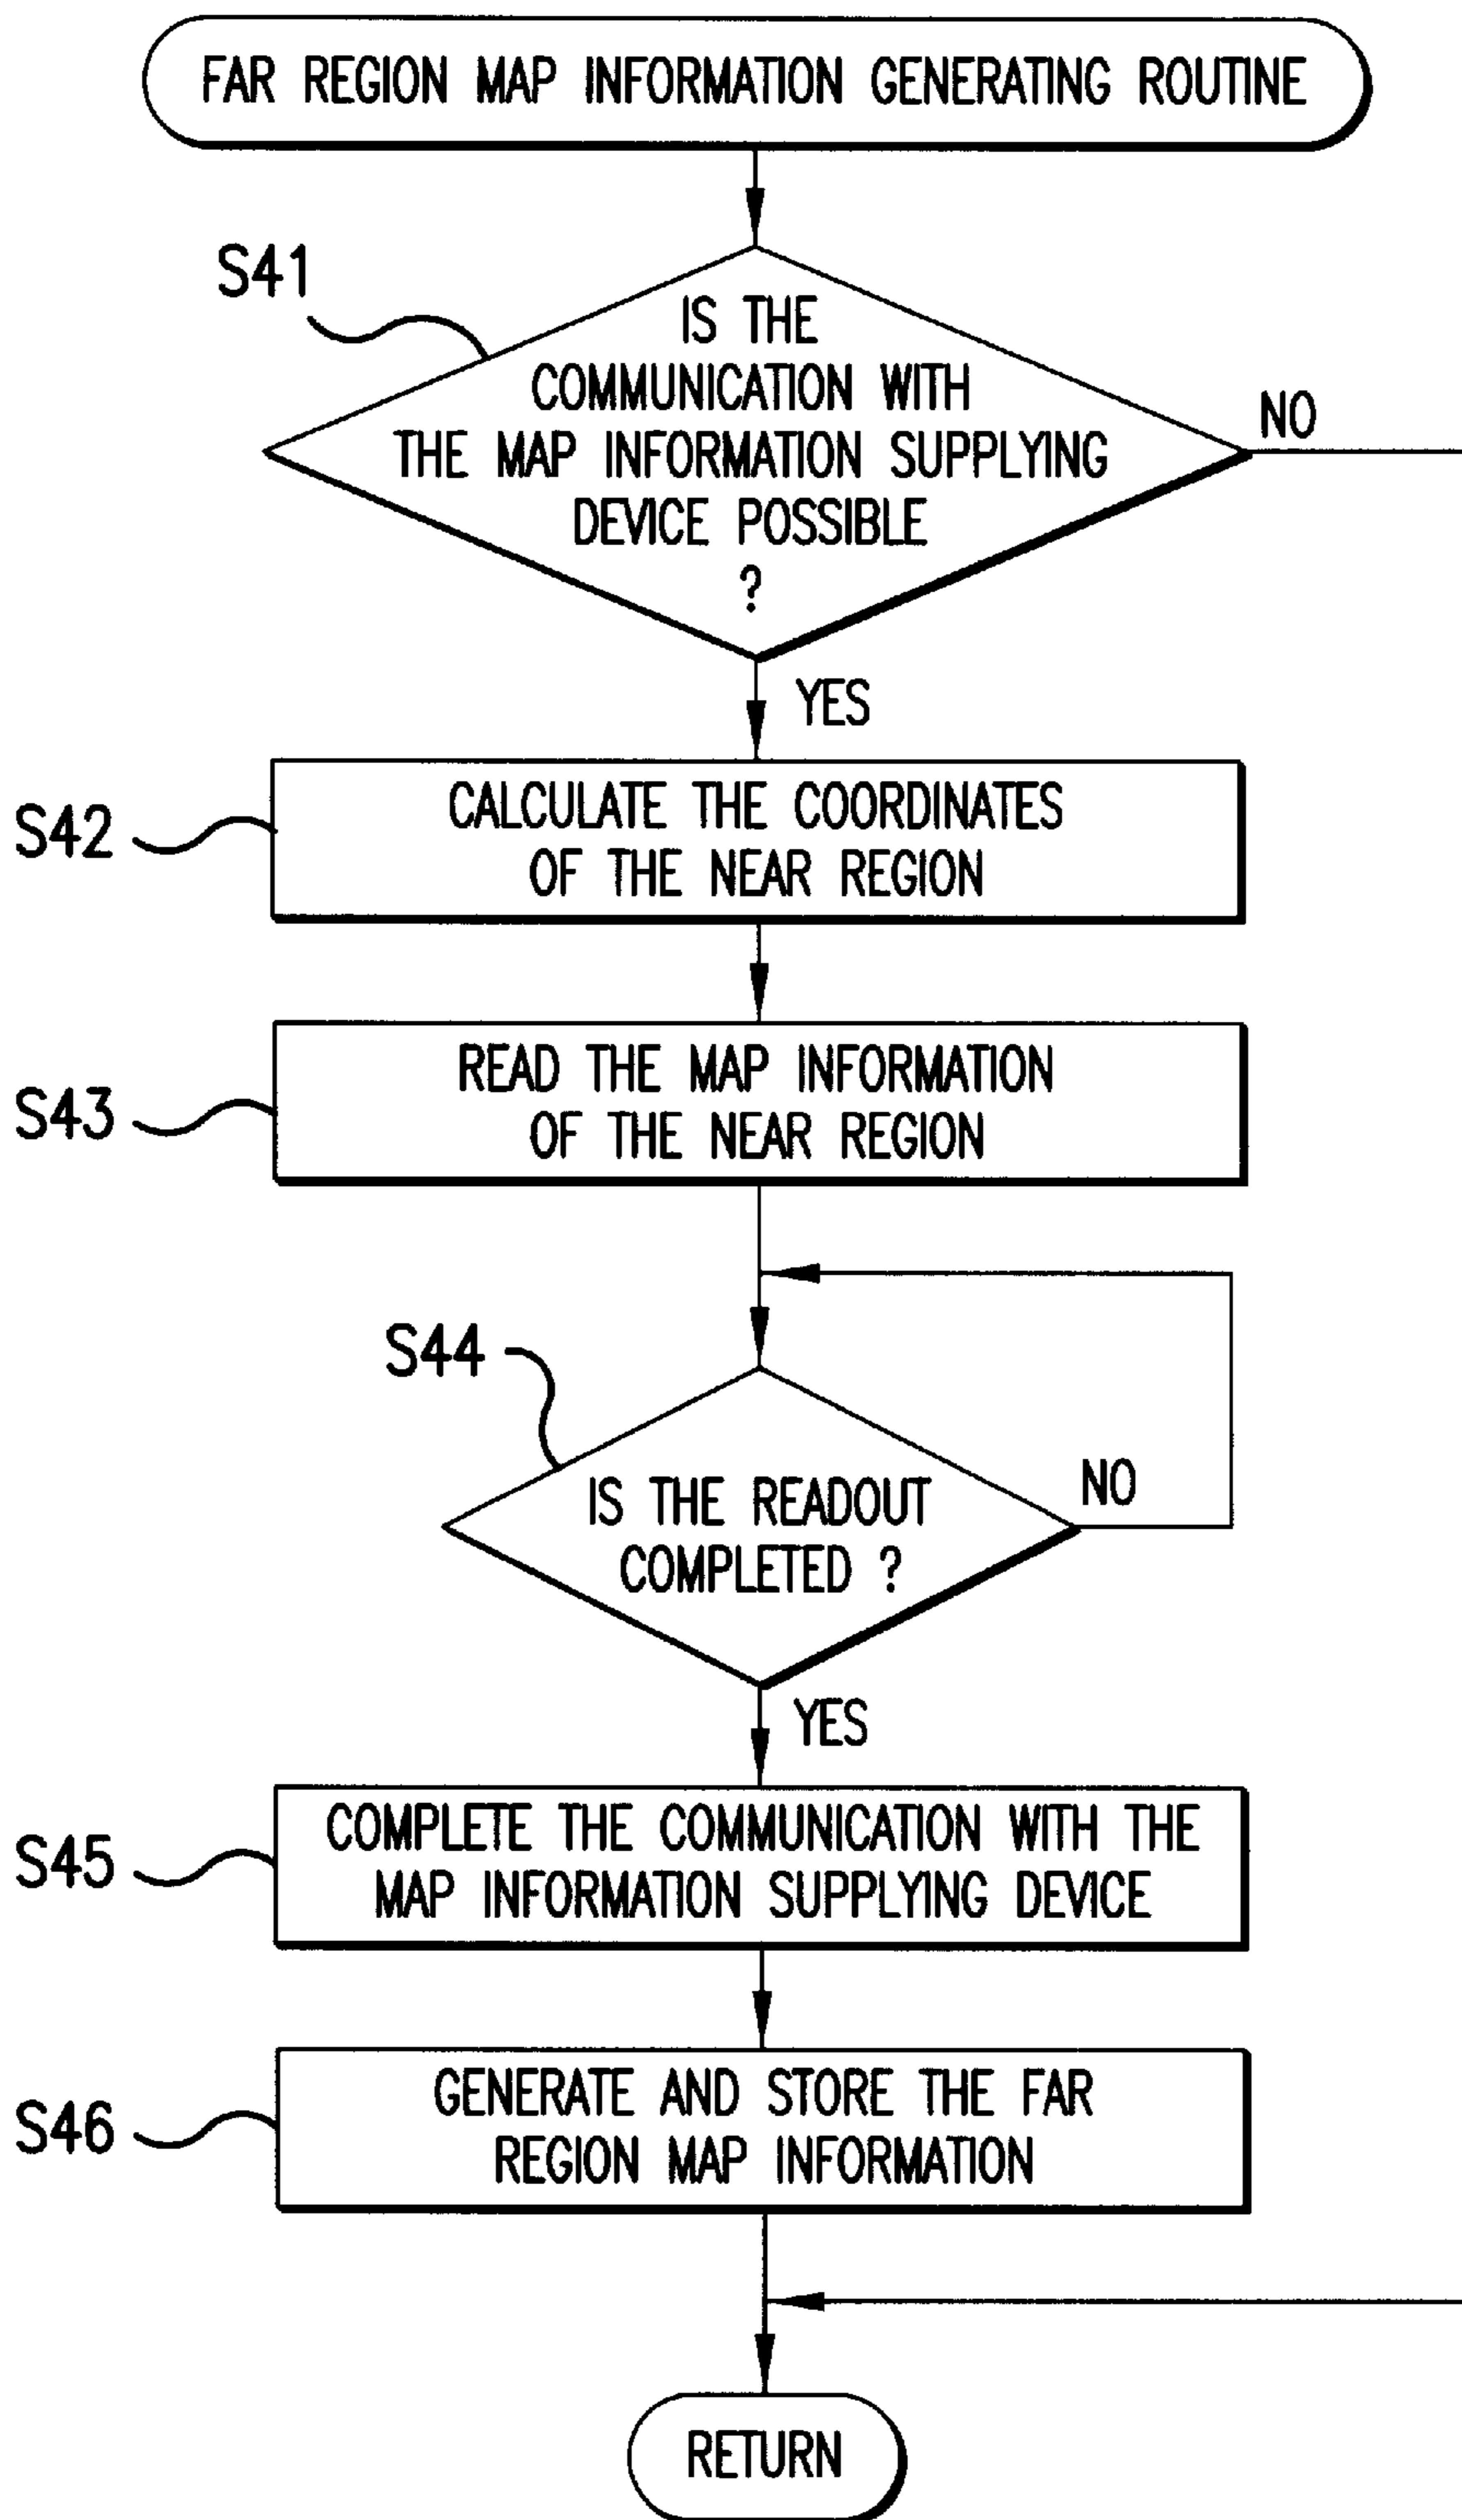 FAR REGION MAP INFORMATION GENERATING ROUTINE
S41
IS THE
COMMUNICATION WITH
THE MAP INFORMATION SUPPLYING
DEVICE POSSIBLE
?
NO
YES
S42
CALCULATE THE COORDINATES
OF THE NEAR REGION
S43
READ THE MAP INFORMATION
OF THE NEAR REGION
S44
IS THE READOUT
COMPLETED ?
NO
YES
S45
COMPLETE THE COMMUNICATION WITH THE
MAP INFORMATION SUPPLYING DEVICE
S46
GENERATE AND STORE THE FAR
REGION MAP INFORMATION
RETURN